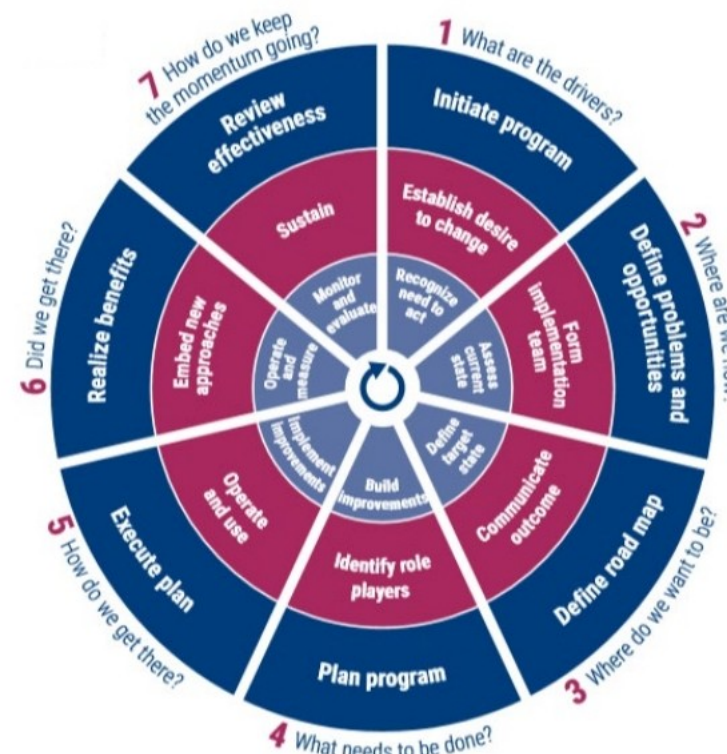 1 What are the drivers?
Initiate program
Establish desire
to change
Recognize
need to
act
2 Where are we
Define problems and
opportunities
Form
implementation
team
Assess
current
state
3 Where do we want to be?
Define road map
Communicate
outcome
Define
target
state
4 What needs to be done?
Plan program
Identify role
players
Build
improvements
5 How do we get there?
Execute plan
Operate
and use
Implement
improvements
6 Did we get there?
Realize benefits
Embed new
approaches
Operate
and
measure
7 How do we keep
the momentum going?
Review
effectiveness
Sustain
Monitor
and
evaluate